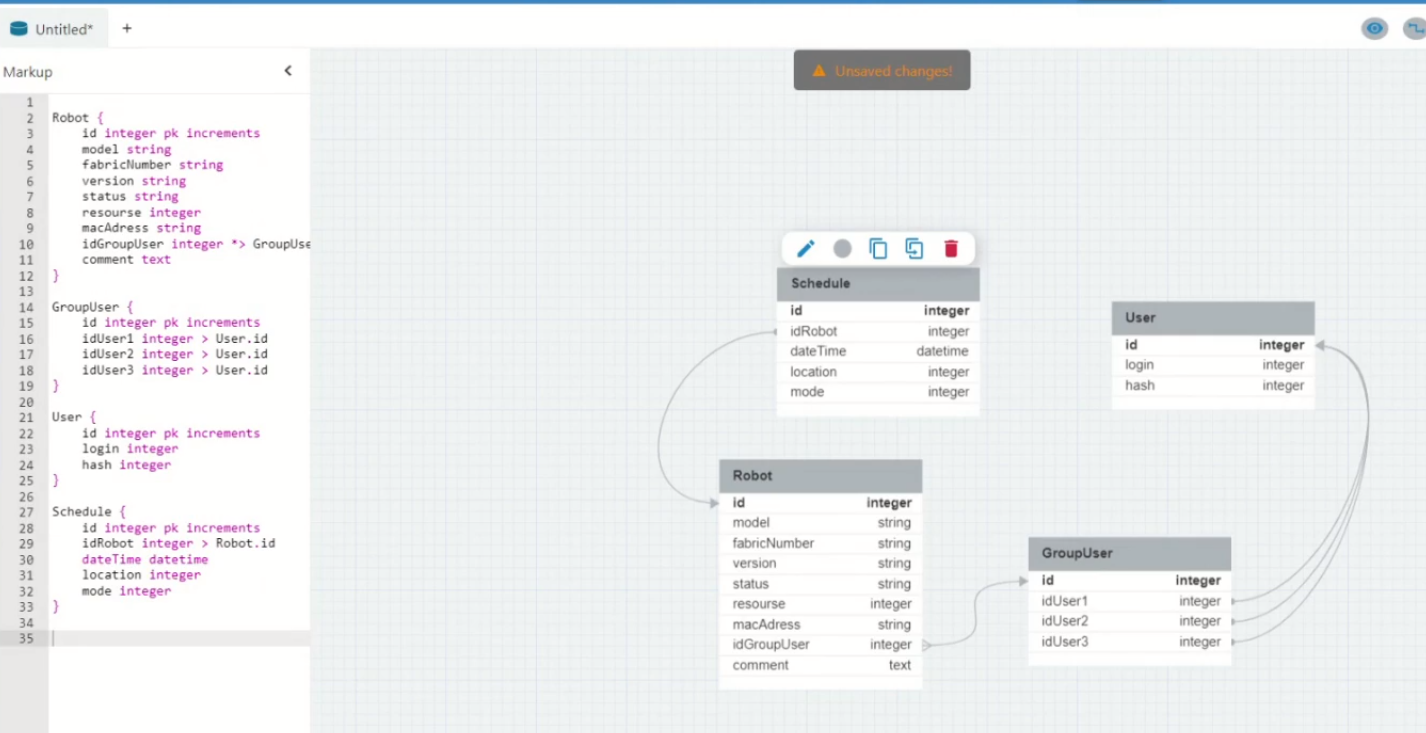 Untitled* +
Unsaved changes!
Markup
1
2 Robot {
3 id integer pk increments
4 model string
5 fabricNumber string
6 version string
7 status string
8 resourse integer
9 macAdress string
10 idGroupUser integer *> GroupUse
11 comment text
12 }
13
14 GroupUser {
15 id integer pk increments
16 idUser1 integer > User.id
17 idUser2 integer > User.id
18 idUser3 integer > User.id
19 }
20
21 User {
22 id integer pk increments
23 login integer
24 hash integer
25 }
26
27 Schedule {
28 id integer pk increments
29 idRobot integer > Robot.id
30 dateTime datetime
31 location integer
32 mode integer
33 }
34
35
Schedule
id integer
idRobot integer
dateTime datetime
location integer
mode integer
User
id integer
login integer
hash integer
Robot
id integer
model string
fabricNumber string
version string
status string
resourse integer
macAdress string
idGroupUser integer
comment text
GroupUser
id integer
idUser1 integer
idUser2 integer
idUser3 integer